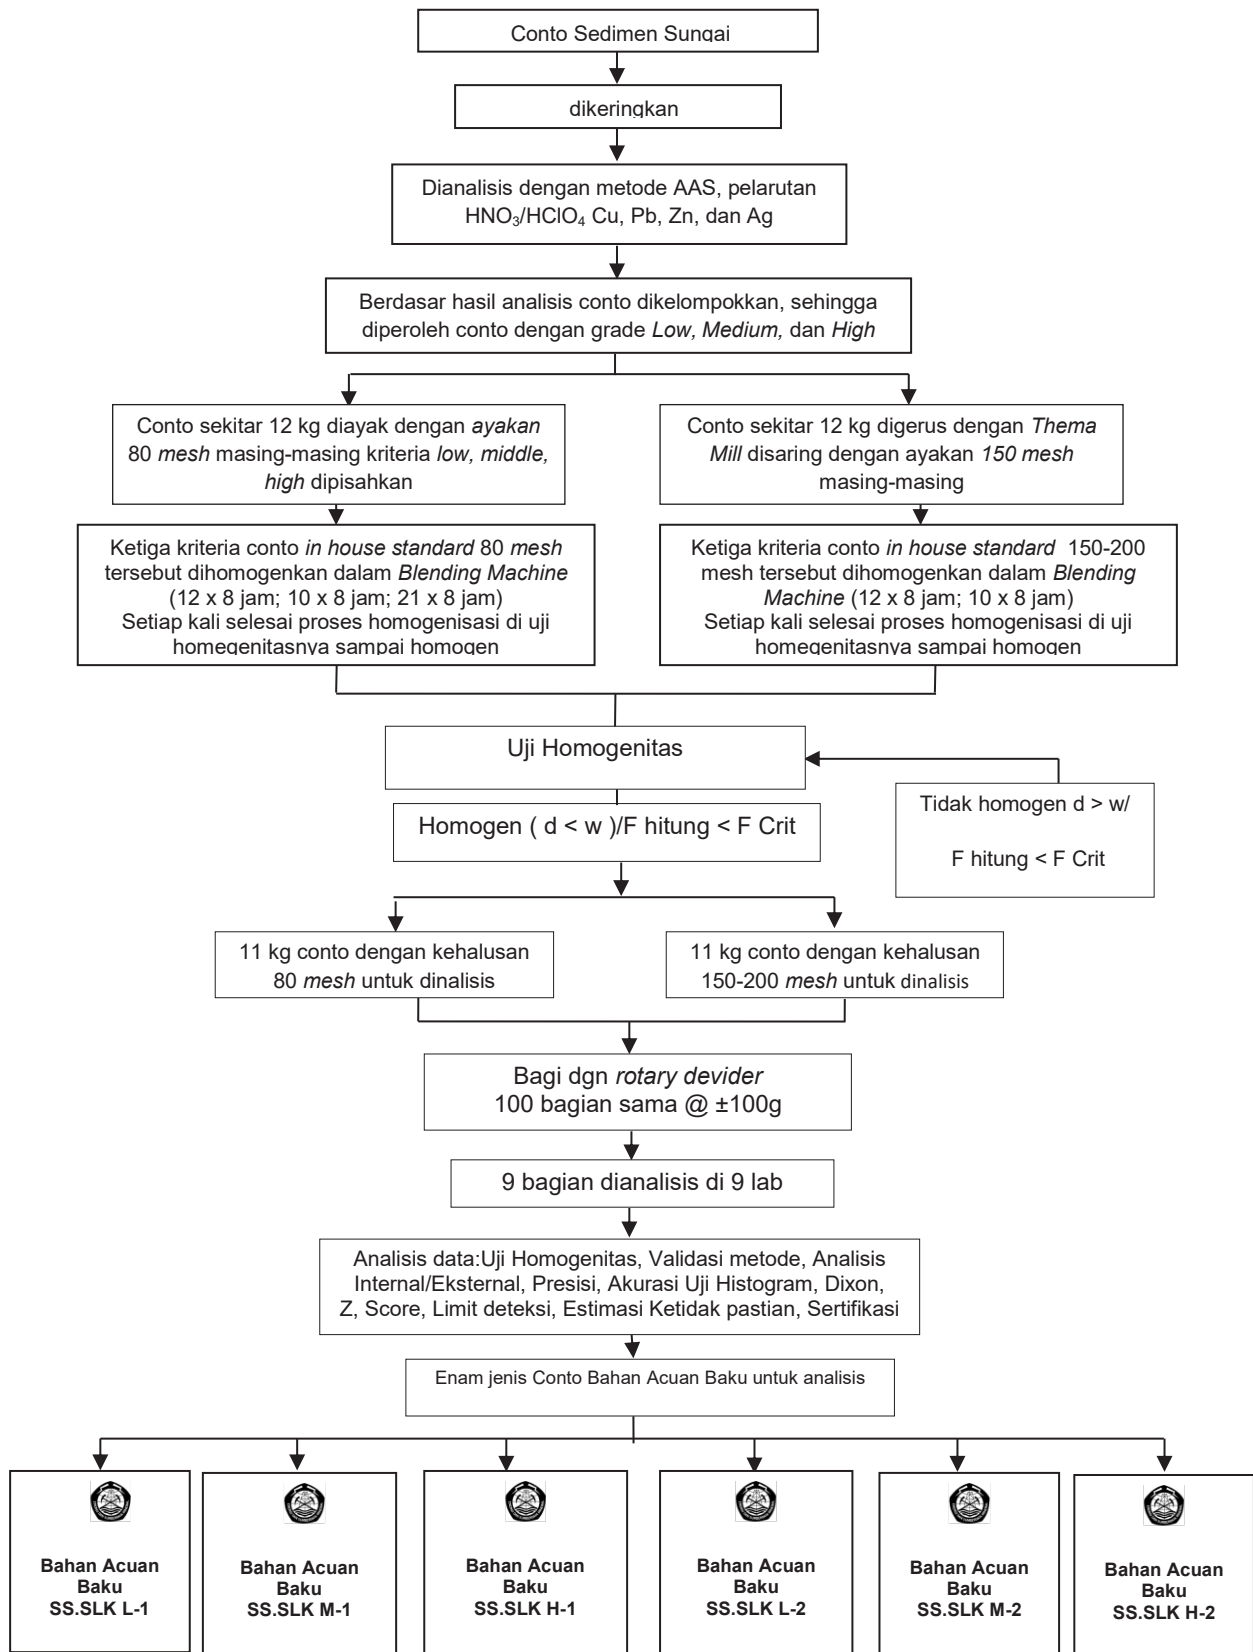 Conto Sedimen Sungai
dikeringkan
Dianalisis dengan metode AAS, pelarutan
HNO₃/HClO₄ Cu, Pb, Zn, dan Ag
Berdasar hasil analisis conto dikelompokkan, sehingga
diperoleh conto dengan grade Low, Medium, dan High
Conto sekitar 12 kg diayak dengan ayakan
80 mesh masing-masing kriteria low, middle,
high dipisahkan
Conto sekitar 12 kg digerus dengan Thema
Mill disaring dengan ayakan 150 mesh
masing-masing
Ketiga kriteria conto in house standard 80 mesh
tersebut dihomogenkan dalam Blending Machine
(12 x 8 jam; 10 x 8 jam; 21 x 8 jam)
Setiap kali selesai proses homogenisasi di uji
homegenitasnya sampai homogen
Ketiga kriteria conto in house standard 150-200
mesh tersebut dihomogenkan dalam Blending
Machine (12 x 8 jam; 10 x 8 jam)
Setiap kali selesai proses homogenisasi di uji
homegenitasnya sampai homogen
Uji Homogenitas
Tidak homogen d > w/
F hitung < F Crit
Homogen ( d < w )/F hitung < F Crit
11 kg conto dengan kehalusan
80 mesh untuk dinalisis
11 kg conto dengan kehalusan
150-200 mesh untuk dinalisis
Bagi dgn rotary devider
100 bagian sama @ ±100g
9 bagian dianalisis di 9 lab
Analisis data:Uji Homogenitas, Validasi metode, Analisis
Internal/Eksternal, Presisi, Akurasi Uji Histogram, Dixon,
Z, Score, Limit deteksi, Estimasi Ketidak pastian, Sertifikasi
Enam jenis Conto Bahan Acuan Baku untuk analisis
Bahan Acuan
Baku
SS.SLK L-1
Bahan Acuan
Baku
SS.SLK M-1
Bahan Acuan
Baku
SS.SLK H-1
Bahan Acuan
Baku
SS.SLK L-2
Bahan Acuan
Baku
SS.SLK M-2
Bahan Acuan
Baku
SS.SLK H-2